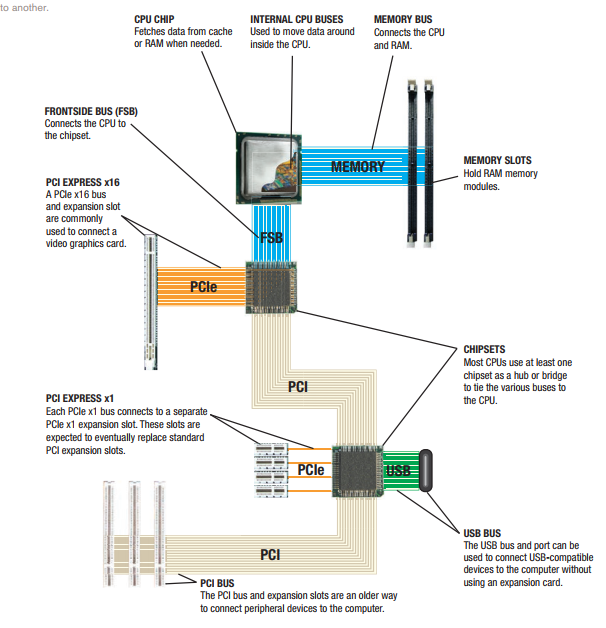 to another.
CPU CHIP
Fetches data from cache
or RAM when needed.
INTERNAL CPU BUSES
Used to move data around
inside the CPU.
MEMORY BUS
Connects the CPU
and RAM.
FRONTSIDE BUS (FSB)
Connects the CPU to
the chipset.
MEMORY
MEMORY SLOTS
Hold RAM memory
modules.
PCI EXPRESS x16
A PCIe x16 bus
and expansion slot
are commonly
used to connect a
video graphics card.
FSB
PCIe
CHIPSETS
Most CPUs use at least one
chipset as a hub or bridge
to tie the various buses to
the CPU.
PCI
PCI EXPRESS x1
Each PCIe x1 bus connects to a separate
PCIe x1 expansion slot. These slots are
expected to eventually replace standard
PCI expansion slots.
PCIe
USB
USB BUS
The USB bus and port can be
used to connect USB-compatible
devices to the computer without
using an expansion card.
PCI
PCI BUS
The PCI bus and expansion slots are an older way
to connect peripheral devices to the computer.